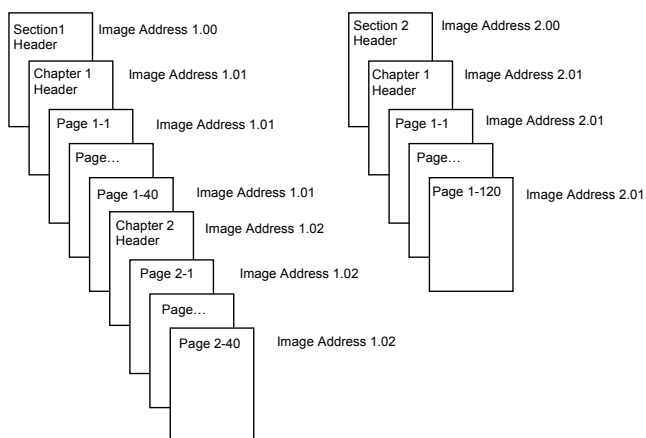 Section1
Header
Image Address 1.00
Chapter 1
Header
Image Address 1.01
Page 1-1
Image Address 1.01
Page…
Page 1-40
Image Address 1.01
Chapter 2
Header
Image Address 1.02
Page 2-1
Image Address 1.02
Page…
Page 2-40
Image Address 1.02
Section 2
Header
Image Address 2.00
Chapter 1
Header
Image Address 2.01
Page 1-1
Image Address 2.01
Page…
Page 1-120
Image Address 2.01